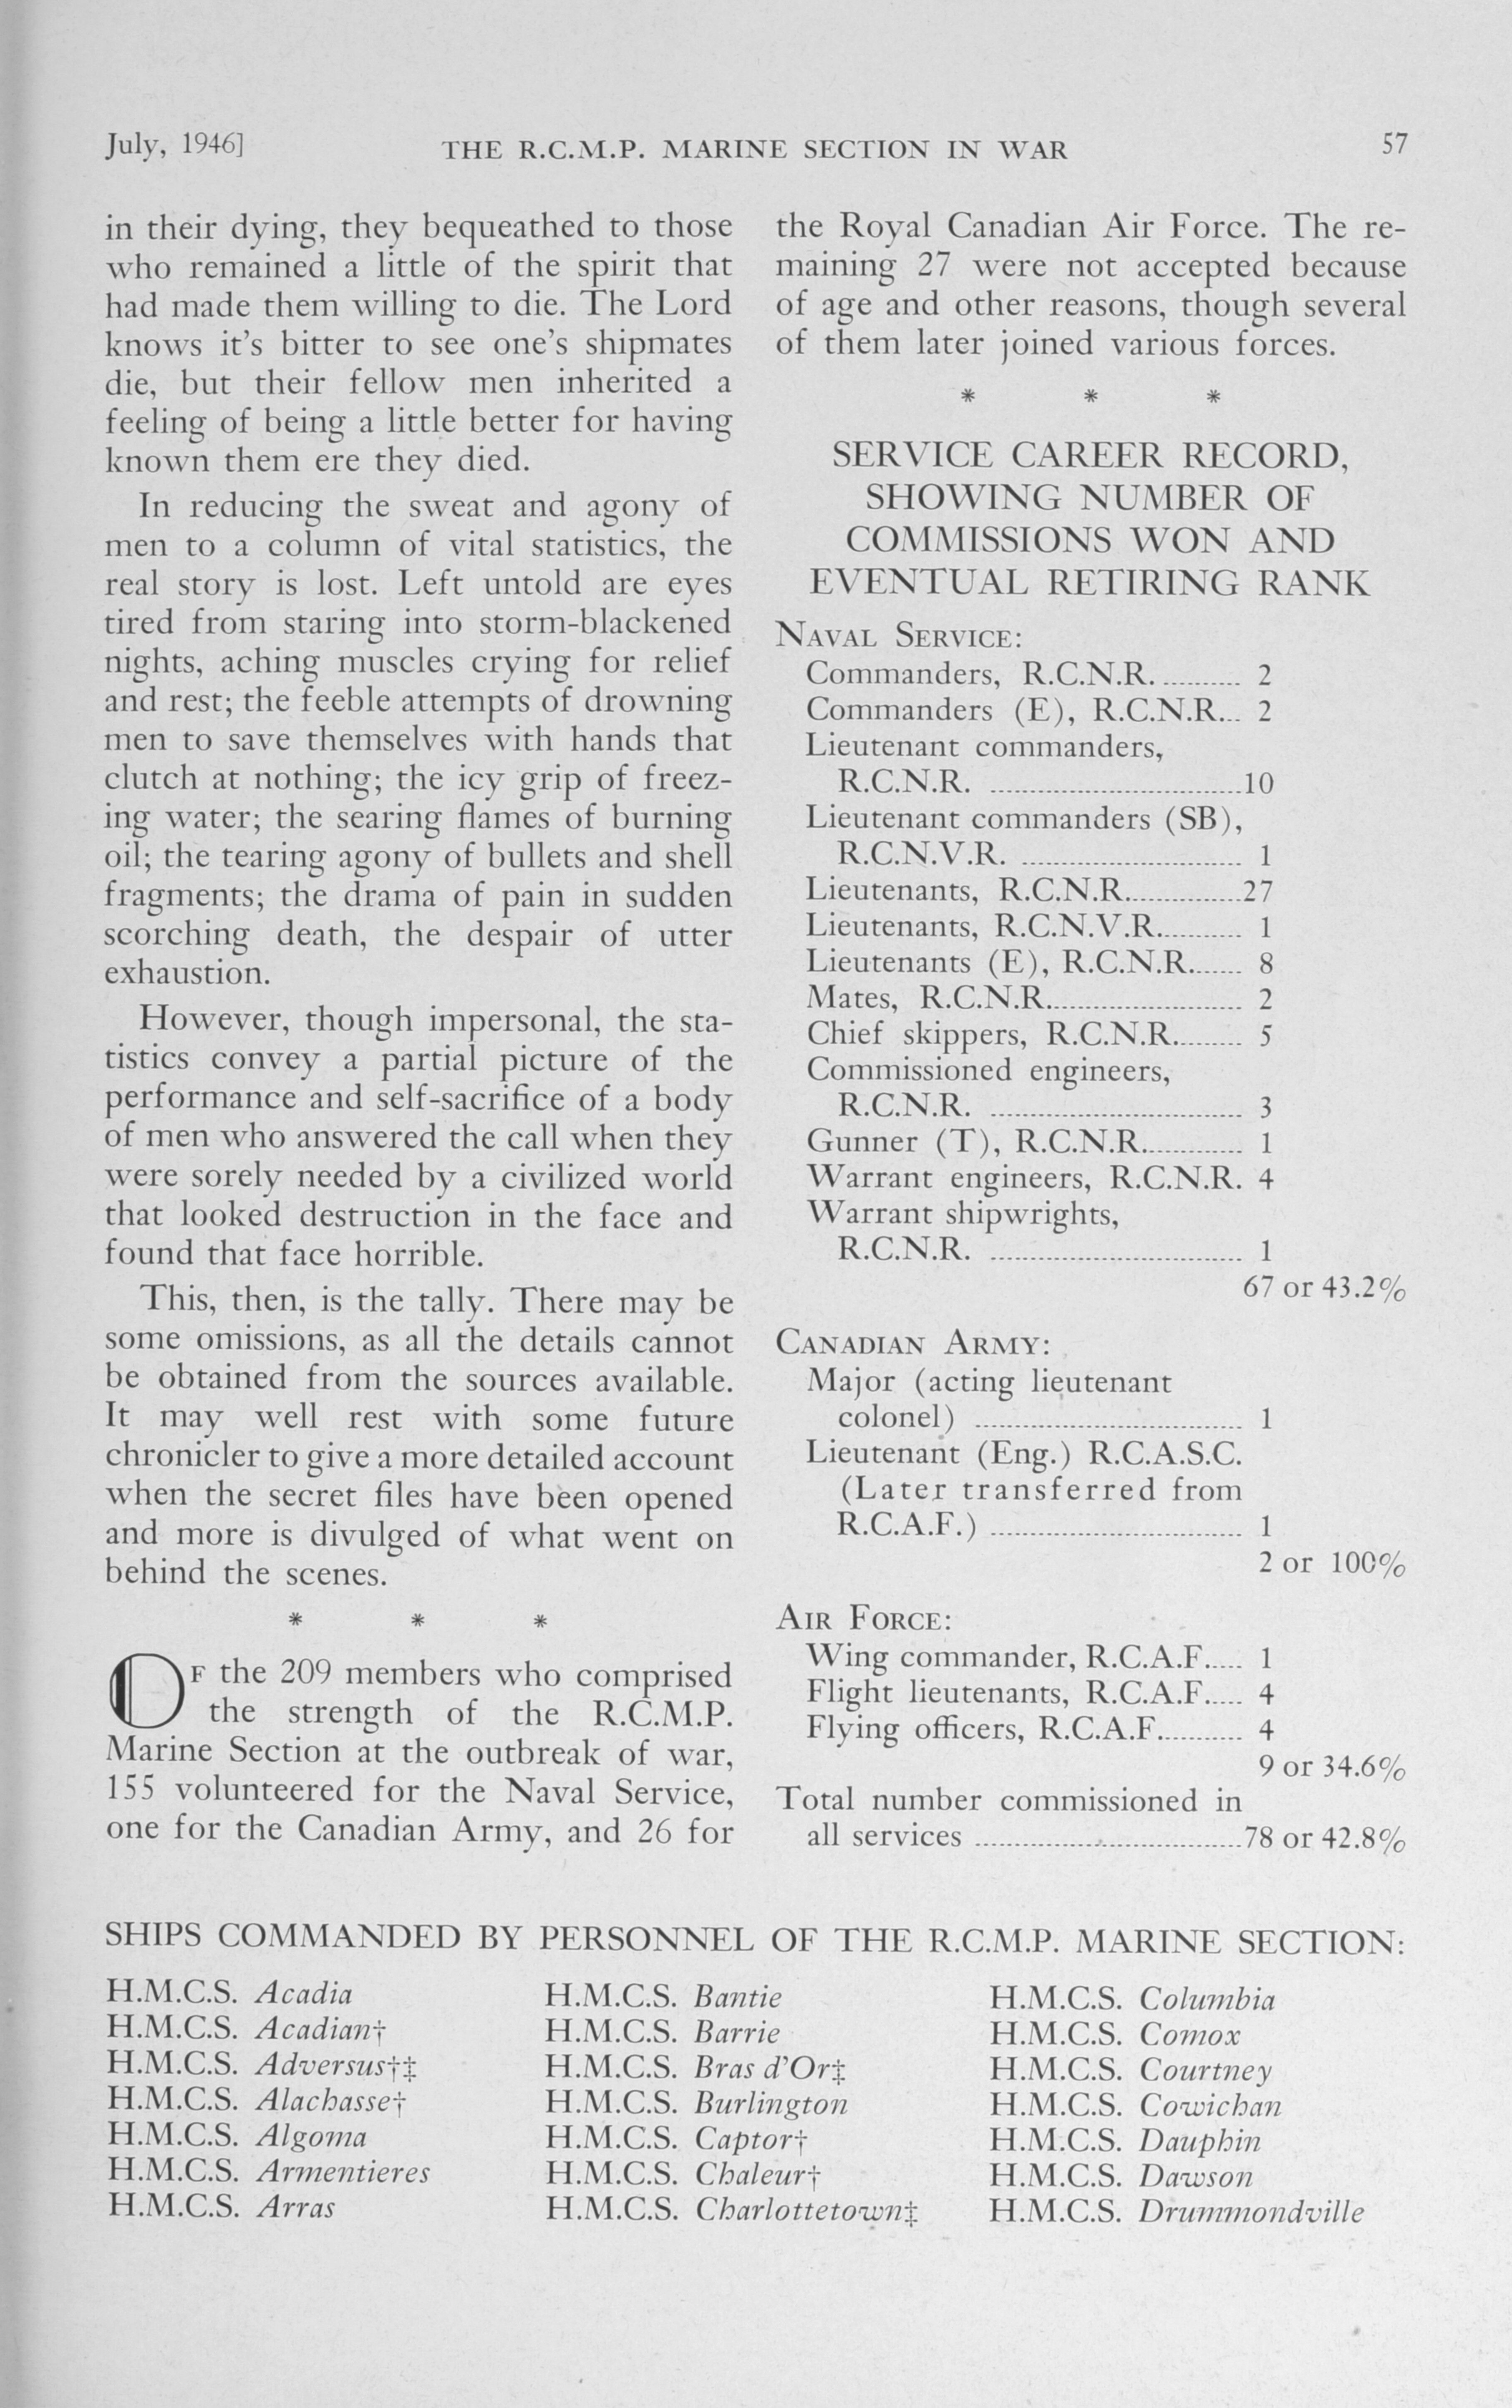 July, 1946]
THE R.C.M.P. MARINE SECTION IN WAR
57
in their dying, they bequeathed to those
who remained a little of the spirit that
had made them willing to die. The Lord
knows it's bitter to see one's shipmates
die, but their fellow men inherited a
feeling of being a little better for having
known them ere they died.
In reducing the sweat and agony of
men to a column of vital statistics, the
real story is lost. Left untold are eyes
tired from staring into storm-blackened
nights, aching muscles crying for relief
and rest; the feeble attempts of drowning
men to save themselves with hands that
clutch at nothing; the icy grip of freez-
ing water; the searing flames of burning
oil; the tearing agony of bullets and shell
fragments; the drama of pain in sudden
scorching death, the despair of utter
exhaustion.
However, though impersonal, the sta-
tistics convey a partial picture of the
performance and self-sacrifice of a body
of men who answered the call when they
were sorely needed by a civilized world
that looked destruction in the face and
found that face horrible.
This, then, is the tally. There may be
some omissions, as all the details cannot
be obtained from the sources available.
It may well rest with some future
chronicler to give a more detailed account
when the secret files have been opened
and more is divulged of what went on
behind the scenes.
* * *
OF the 209 members who comprised
the strength of the R.C.M.P.
Marine Section at the outbreak of war,
155 volunteered for the Naval Service,
one for the Canadian Army, and 26 for
the Royal Canadian Air Force. The re-
maining 27 were not accepted because
of age and other reasons, though several
of them later joined various forces.
* * *
SERVICE CAREER RECORD,
SHOWING NUMBER OF
COMMISSIONS WON AND
EVENTUAL RETIRING RANK
NAVAL SERVICE:
Commanders, R.C.N.R. .......... 2
Commanders (E), R.C.N.R... 2
Lieutenant commanders,
R.C.N.R. ................................10
Lieutenant commanders (SB),
R.C.N.V.R. ............................ 1
Lieutenants, R.C.N.R...............27
Lieutenants, R.C.N.V.R........... 1
Lieutenants (E), R.C.N.R....... 8
Mates, R.C.N.R......................... 2
Chief skippers, R.C.N.R......... 5
Commissioned engineers,
R.C.N.R. ................................ 3
Gunner (T), R.C.N.R............. 1
Warrant engineers, R.C.N.R. 4
Warrant shipwrights,
R.C.N.R. ................................ 1
67 or 43.2%
CANADIAN ARMY:
Major (acting lieutenant
colonel) .................................. 1
Lieutenant (Eng.) R.C.A.S.C.
(Later transferred from
R.C.A.F.) ................................ 1
2 or 100%
AIR FORCE:
Wing commander, R.C.A.F..... 1
Flight lieutenants, R.C.A.F..... 4
Flying officers, R.C.A.F........... 4
9 or 34.6%
Total number commissioned in
all services ..................................78 or 42.8%
SHIPS COMMANDED BY PERSONNEL OF THE R.C.M.P. MARINE SECTION:
H.M.C.S. Acadia
H.M.C.S. Acadian†
H.M.C.S. Adversus†‡
H.M.C.S. Alachasse†
H.M.C.S. Algoma
H.M.C.S. Armentieres
H.M.C.S. Arras
H.M.C.S. Bantie
H.M.C.S. Barrie
H.M.C.S. Bras d'Or‡
H.M.C.S. Burlington
H.M.C.S. Captor†
H.M.C.S. Chaleur†
H.M.C.S. Charlottetown‡
H.M.C.S. Columbia
H.M.C.S. Comox
H.M.C.S. Courtney
H.M.C.S. Cowichan
H.M.C.S. Dauphin
H.M.C.S. Dawson
H.M.C.S. Drummondville